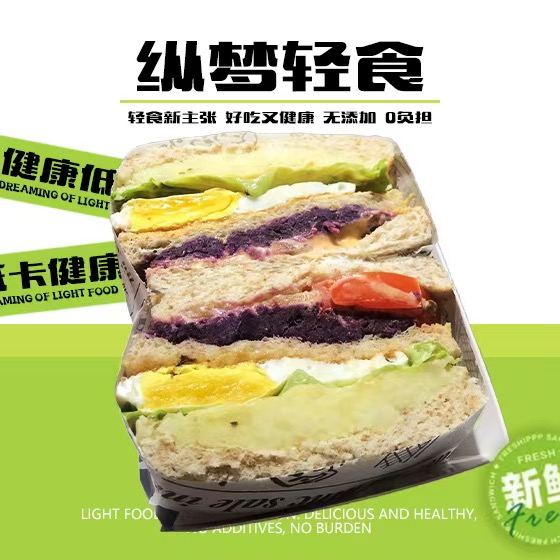 纵梦轻食
轻食新主张 好吃又健康 无添加 0负担
健康低
DREAMING OF LIGHT
卡健康
AMING OF LIGHT FOOD
LIGHT FOOD
DELICIOUS AND HEALTHY,
ADDITIVES, NO BURDEN
FRESH
新鲜